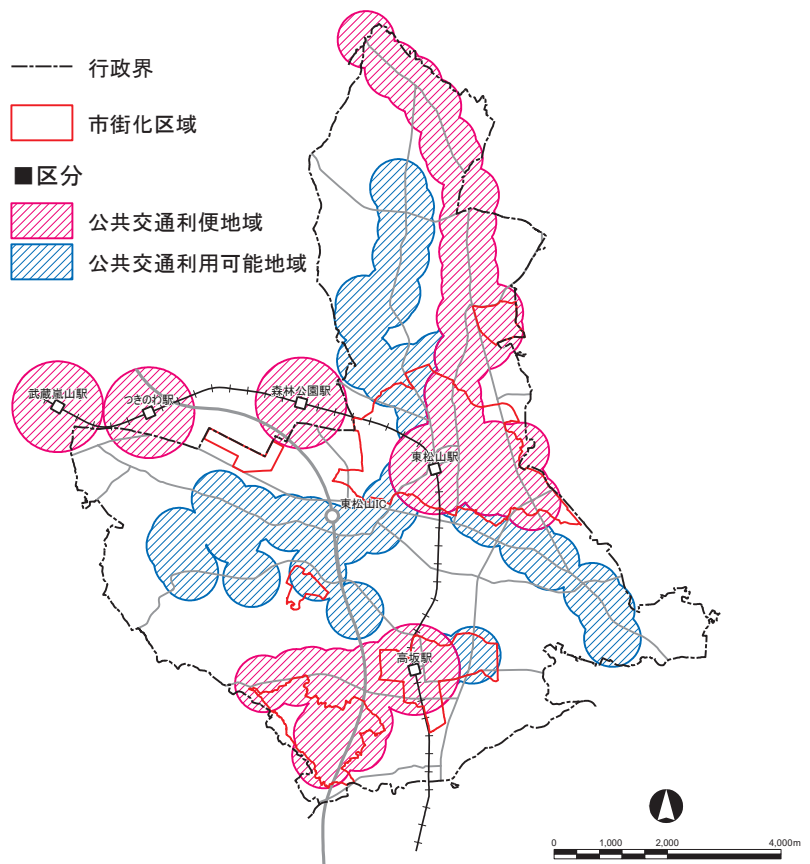 行政界
市街化区域
■区分
公共交通利便地域
公共交通利用可能地域
武蔵嵐山駅
つきのわ駅
森林公園駅
東松山駅
東松山IC
高坂駅
0 1,000 2,000 4,000m